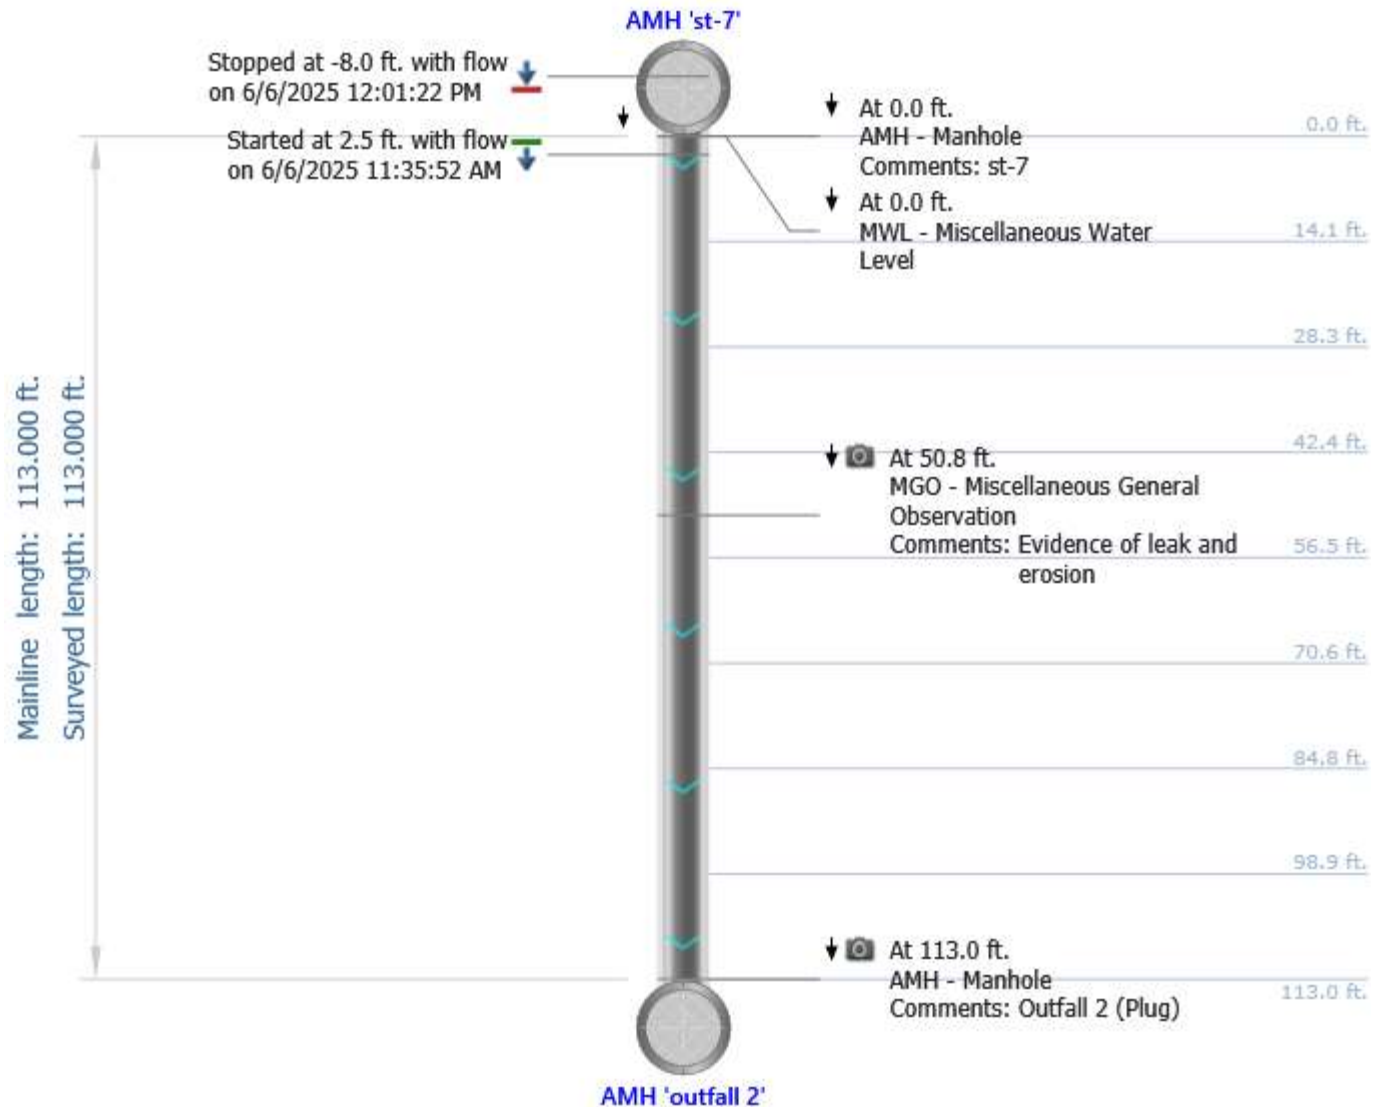 AMH 'st-7'
Stopped at -8.0 ft. with flow
on 6/6/2025 12:01:22 PM
Started at 2.5 ft. with flow
on 6/6/2025 11:35:52 AM
At 0.0 ft.
AMH - Manhole
Comments: st-7
At 0.0 ft.
MWL - Miscellaneous Water
Level
0.0 ft.
14.1 ft.
28.3 ft.
42.4 ft.
At 50.8 ft.
MGO - Miscellaneous General
Observation
Comments: Evidence of leak and
erosion
56.5 ft.
70.6 ft.
84.8 ft.
98.9 ft.
Mainline length: 113.000 ft.
Surveyed length: 113.000 ft.
At 113.0 ft.
AMH - Manhole
Comments: Outfall 2 (Plug)
113.0 ft.
AMH 'outfall 2'